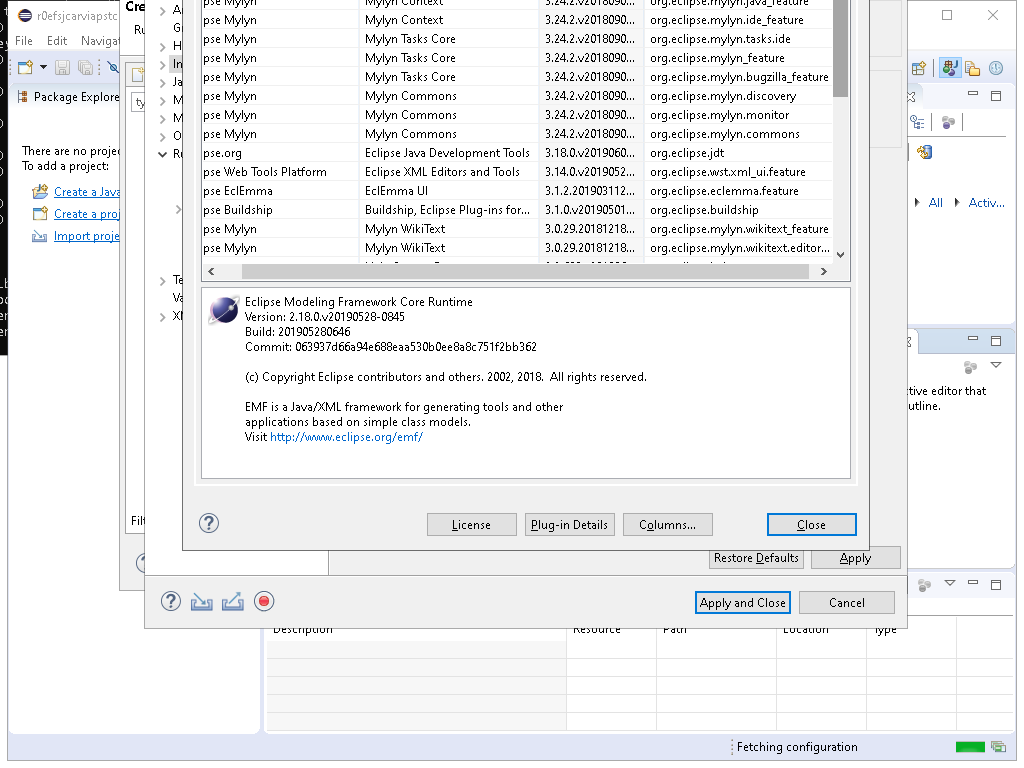 r0efsjcarviapstc
File Edit Navigat
Package Explore
There are no projec
To add a project:
Create a Java
Create a proj
Import proje
Cre
Ru
ty
Filt
A
G
H
In
Ja
M
M
O
Ru
Te
Va
XM
pse Mylyn Mylyn Context 3.24.2.v2018090... org.eclipse.mylyn.java_feature
pse Mylyn Mylyn Context 3.24.2.v2018090... org.eclipse.mylyn.ide_feature
pse Mylyn Mylyn Tasks Core 3.24.2.v2018090... org.eclipse.mylyn.tasks.ide
pse Mylyn Mylyn Tasks Core 3.24.2.v2018090... org.eclipse.mylyn_feature
pse Mylyn Mylyn Tasks Core 3.24.2.v2018090... org.eclipse.mylyn.bugzilla_feature
pse Mylyn Mylyn Commons 3.24.2.v2018090... org.eclipse.mylyn.discovery
pse Mylyn Mylyn Commons 3.24.2.v2018090... org.eclipse.mylyn.monitor
pse Mylyn Mylyn Commons 3.24.2.v2018090... org.eclipse.mylyn.commons
pse.org Eclipse Java Development Tools 3.18.0.v2019060... org.eclipse.jdt
pse Web Tools Platform Eclipse XML Editors and Tools 3.14.0.v2019052... org.eclipse.wst.xml_ui.feature
pse EclEmma EclEmma UI 3.1.2.201903112... org.eclipse.eclemma.feature
pse Buildship Buildship, Eclipse Plug-ins for... 3.1.0.v20190501... org.eclipse.buildship
pse Mylyn Mylyn WikiText 3.0.29.20181218... org.eclipse.mylyn.wikitext_feature
pse Mylyn Mylyn WikiText 3.0.29.20181218... org.eclipse.mylyn.wikitext.editor...
Eclipse Modeling Framework Core Runtime
Version: 2.18.0.v20190528-0845
Build: 201905280646
Commit: 063937d66a94e688eaa530b0ee8a8c751f2bb362
(c) Copyright Eclipse contributors and others. 2002, 2018.  All rights reserved.
EMF is a Java/XML framework for generating tools and other
applications based on simple class models.
Visit http://www.eclipse.org/emf/
License Plug-in Details Columns... Close
Restore Defaults Apply
Apply and Close Cancel
All Activ...
tive editor that
utline.
Description Resource Path Location Type
Fetching configuration